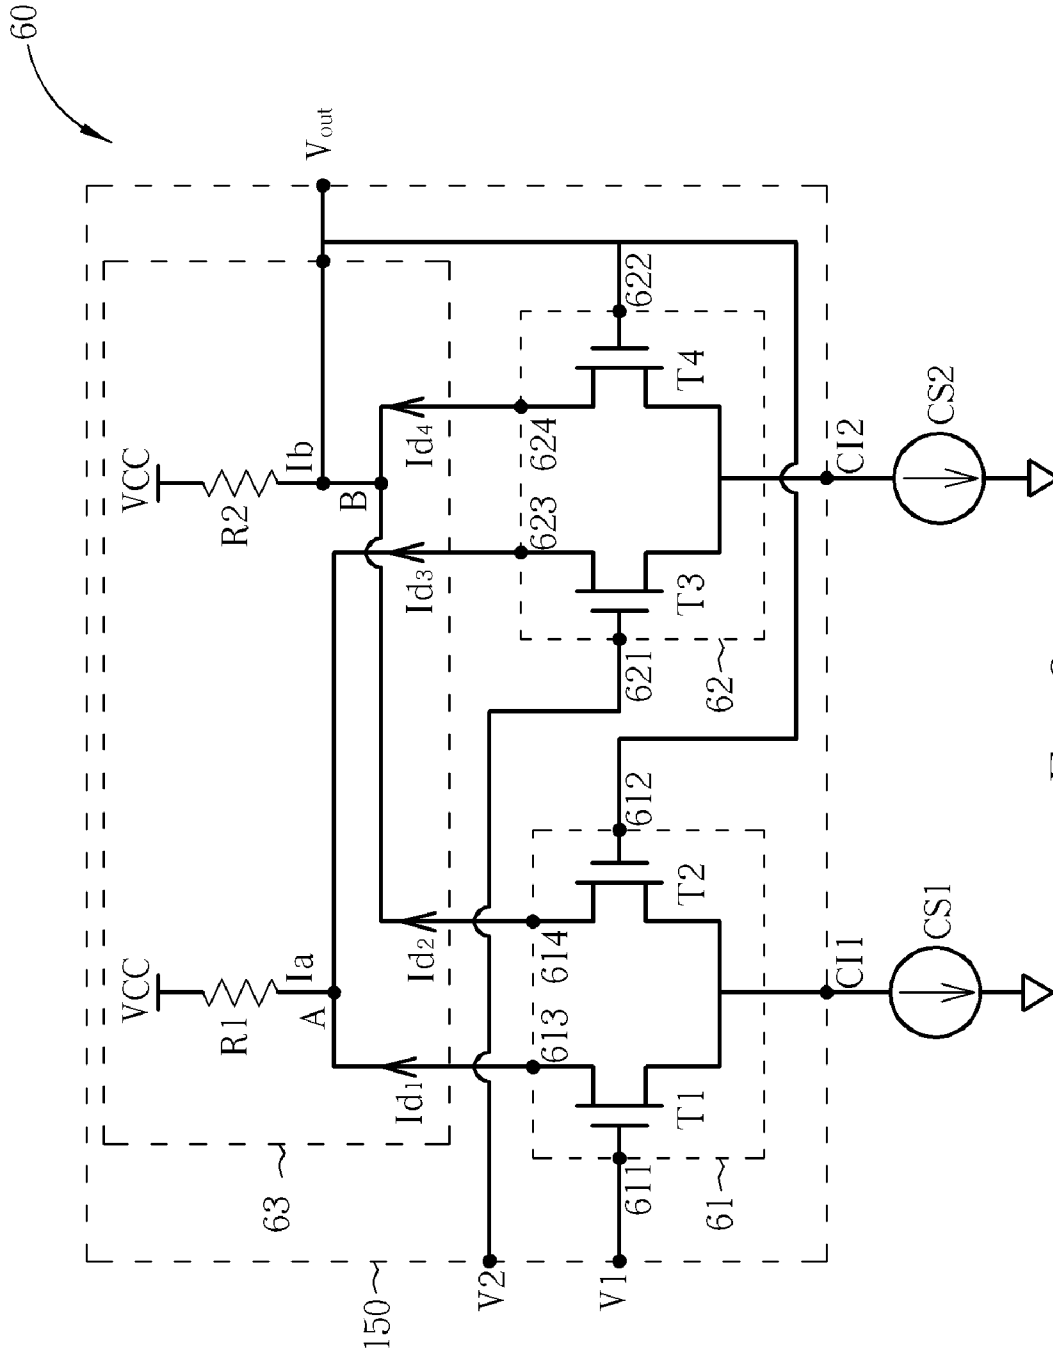 60
VCC
VCC
R1
R2
Ia
Ib
A
B
Vout
63
150
Id1
Id2
Id3
Id4
V2
V1
613
614
623
624
611
612
621
622
T1
T2
T3
T4
61
62
CI1
CI2
CS1
CS2